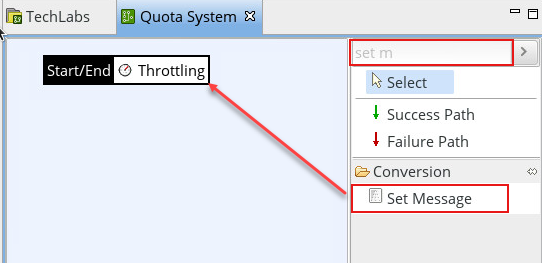 TechLabs
Quota System
set m
Start/End
Throttling
Select
Success Path
Failure Path
Conversion
Set Message